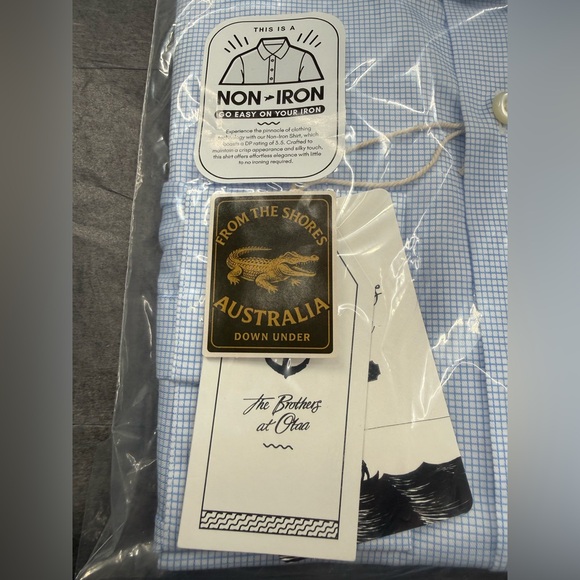 THIS IS A
NON IRON
GO EASY ON YOUR IRON
Experience the pinnacle of clothing
technology with our Non-Iron Shirt, which
boasts a DP rating of 3.5. Crafted to
maintain a crisp appearance and silky touch,
this shirt offers effortless elegance with little
to no ironing required.
FROM THE SHORES
AUSTRALIA
DOWN UNDER
The Brothers
at Otaa